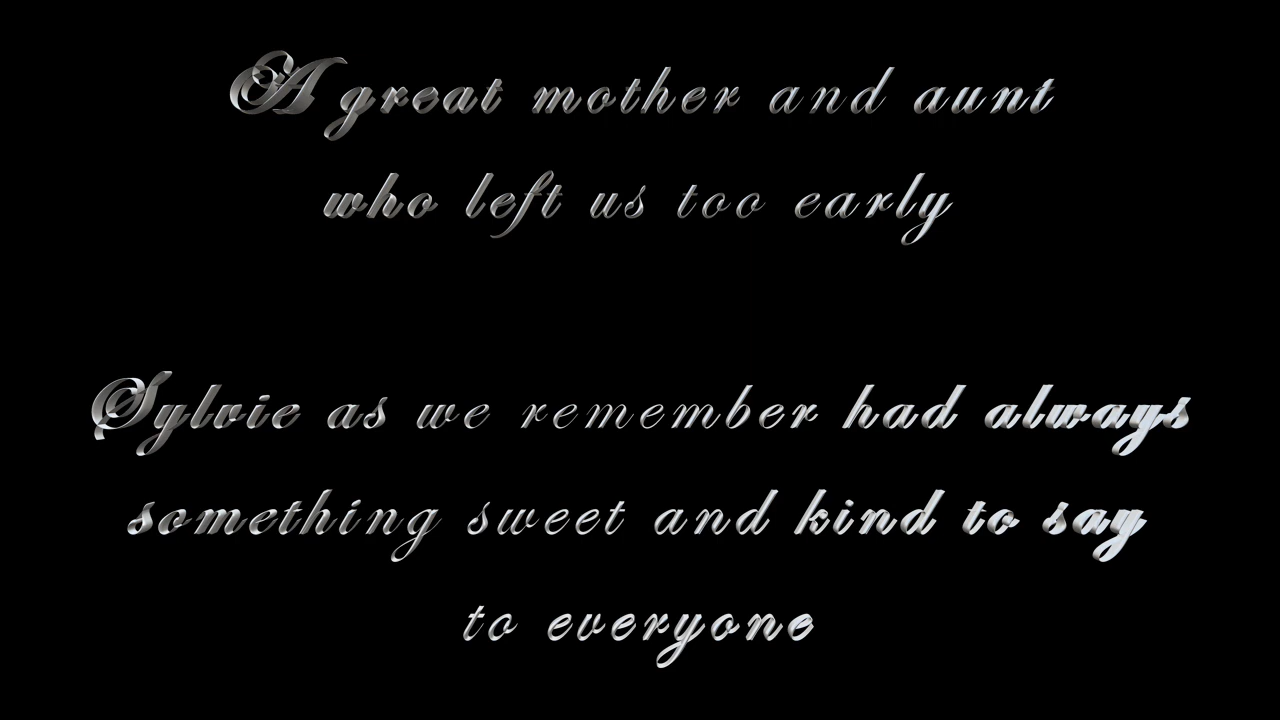 A great mother and aunt
who left us too early
Sylvie as we remember had always
something sweet and kind to say
to everyone